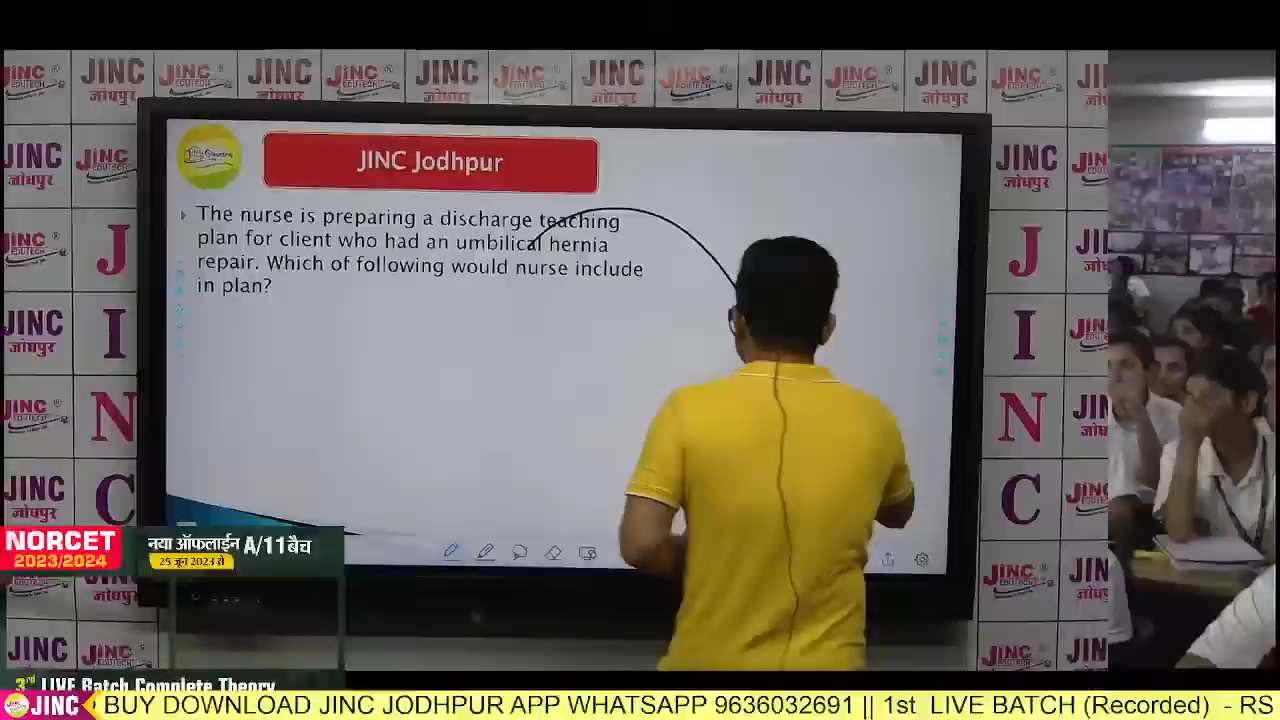 JINC Jodhpur
The nurse is preparing a discharge teaching
plan for client who had an umbilical hernia
repair. Which of following would nurse include
in plan?
JINC
जोधपुर
JINC
EDUTECH
J
I
N
C
J
I
N
C
NORCET
2023/2024
नया ऑफलाईन A/11 बैच
25 जून 2023 से
3rd LIVE Batch Complete Theory
JINC
BUY DOWNLOAD JINC JODHPUR APP WHATSAPP 9636032691 || 1st LIVE BATCH (Recorded) - RS